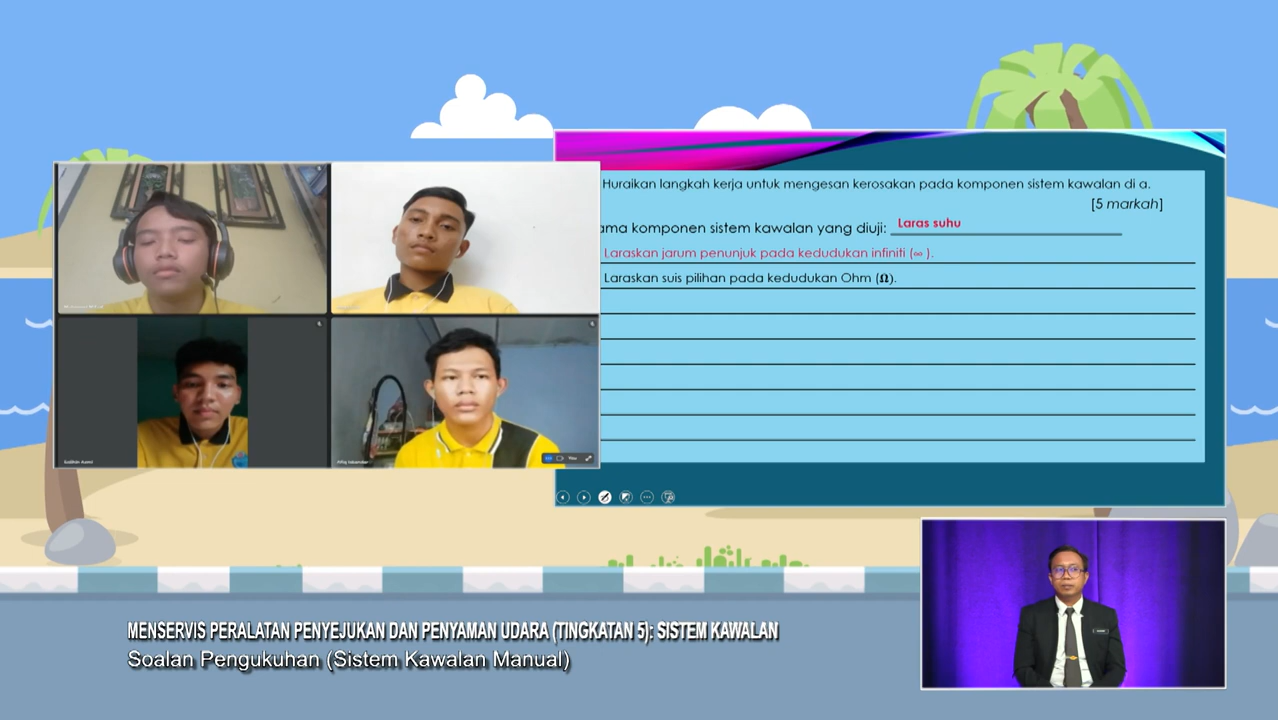 Huraikan langkah kerja untuk mengesan kerosakan pada komponen sistem kawalan di a.
[5 markah]
ama komponen sistem kawalan yang diuji: Laras suhu
Laraskan jarum penunjuk pada kedudukan infiniti (∞ ).
Laraskan suis pilihan pada kedudukan Ohm (Ω).
View
MENSERVIS PERALATAN PENYEJUKAN DAN PENYAMAN UDARA (TINGKATAN 5): SISTEM KAWALAN
Soalan Pengukuhan (Sistem Kawalan Manual)